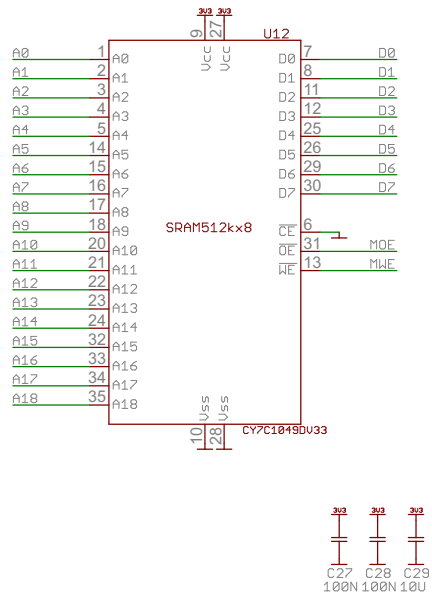 3V3 3V3
9 27 U12
Vcc Vcc
A0 1 A0 D0 7 D0
A1 2 A1 D1 8 D1
A2 3 A2 D2 11 D2
A3 4 A3 D3 12 D3
A4 5 A4 D4 25 D4
A5 14 A5 D5 26 D5
A6 15 A6 D6 29 D6
A7 16 A7 D7 30 D7
A8 17 A8
A9 18 A9 SRAM512kx8 CE 6
A10 20 A10 OE 31 MOE
A11 21 A11 WE 13 MWE
A12 22 A12
A13 23 A13
A14 24 A14
A15 32 A15
A16 33 A16
A17 34 A17
A18 35 A18
Vss Vss
10 28 CY7C1049DV33
3V3 3V3 3V3
C27 C28 C29
100N 100N 10U